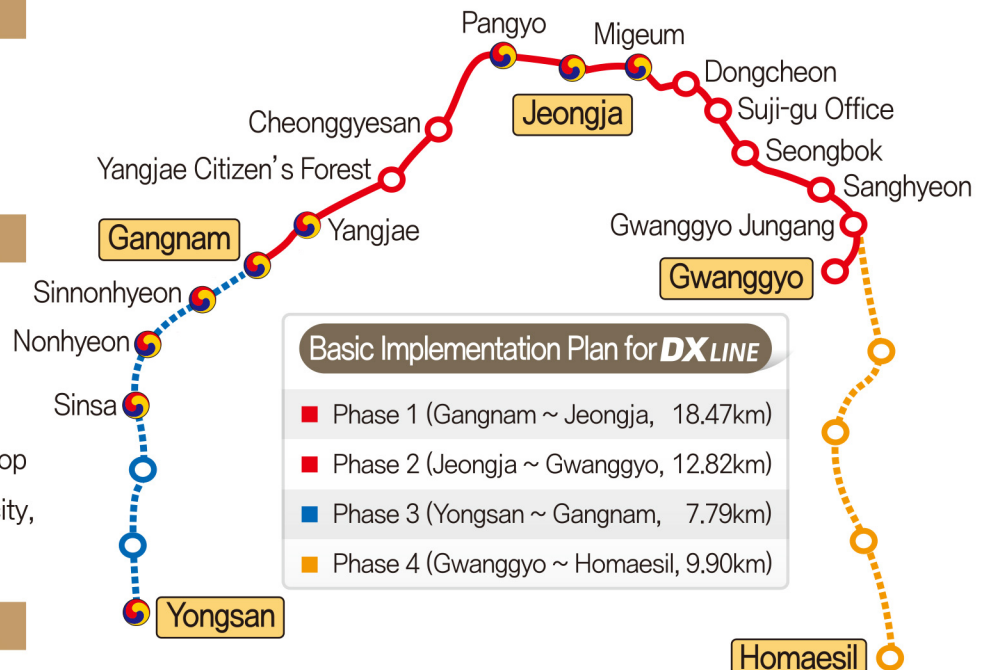 Pangyo
Migeum
Dongcheon
Jeongja
Suji-gu Office
Cheonggyesan
Seongbok
Yangjae Citizen's Forest
Sanghyeon
Gwanggyo Jungang
Yangjae
Gangnam
Gwanggyo
Sinnonhyeon
Nonhyeon
Sinsa
Basic Implementation Plan for DX LINE
Phase 1 (Gangnam ~ Jeongja, 18.47km)
Phase 2 (Jeongja ~ Gwanggyo, 12.82km)
Phase 3 (Yongsan ~ Gangnam, 7.79km)
Phase 4 (Gwanggyo ~ Homaesil, 9.90km)
op
ity,
Yongsan
Homaesil